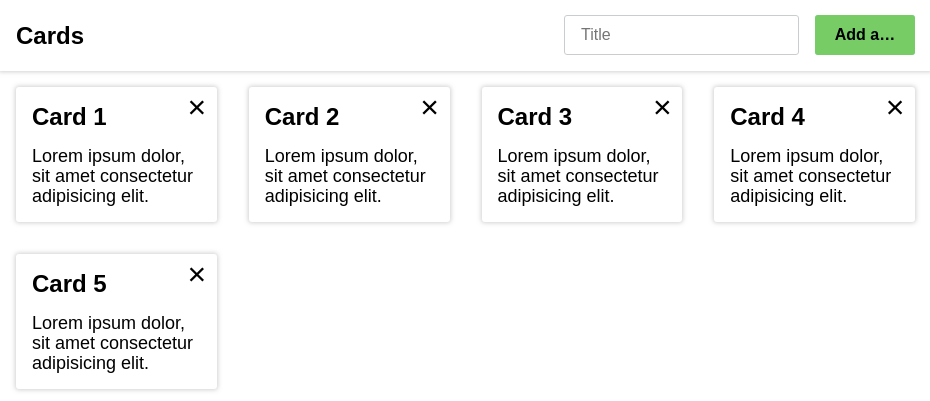 Cards
Title
Add a...
Card 1
Lorem ipsum dolor,
sit amet consectetur
adipisicing elit.
Card 2
Lorem ipsum dolor,
sit amet consectetur
adipisicing elit.
Card 3
Lorem ipsum dolor,
sit amet consectetur
adipisicing elit.
Card 4
Lorem ipsum dolor,
sit amet consectetur
adipisicing elit.
Card 5
Lorem ipsum dolor,
sit amet consectetur
adipisicing elit.